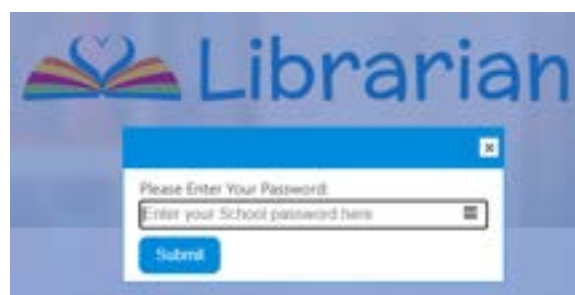 Librarian
x
Please Enter Your Password:
Enter your School password here
Submit